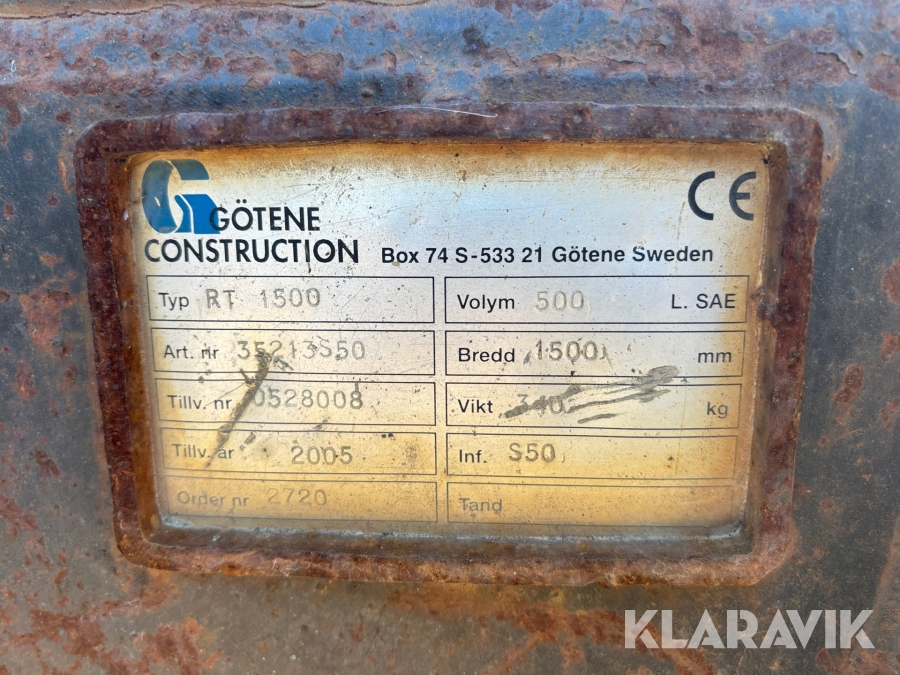 GÖTENE
CONSTRUCTION Box 74 S-533 21 Götene Sweden
CE
Typ RT 1500
Volym 500 L. SAE
Art. nr 35213S50
Bredd 1500 mm
Tillv. nr 0528008
Vikt 340 kg
Tillv. år 2005
Inf. S50
Order nr 2720
Tand
KLARAVIK